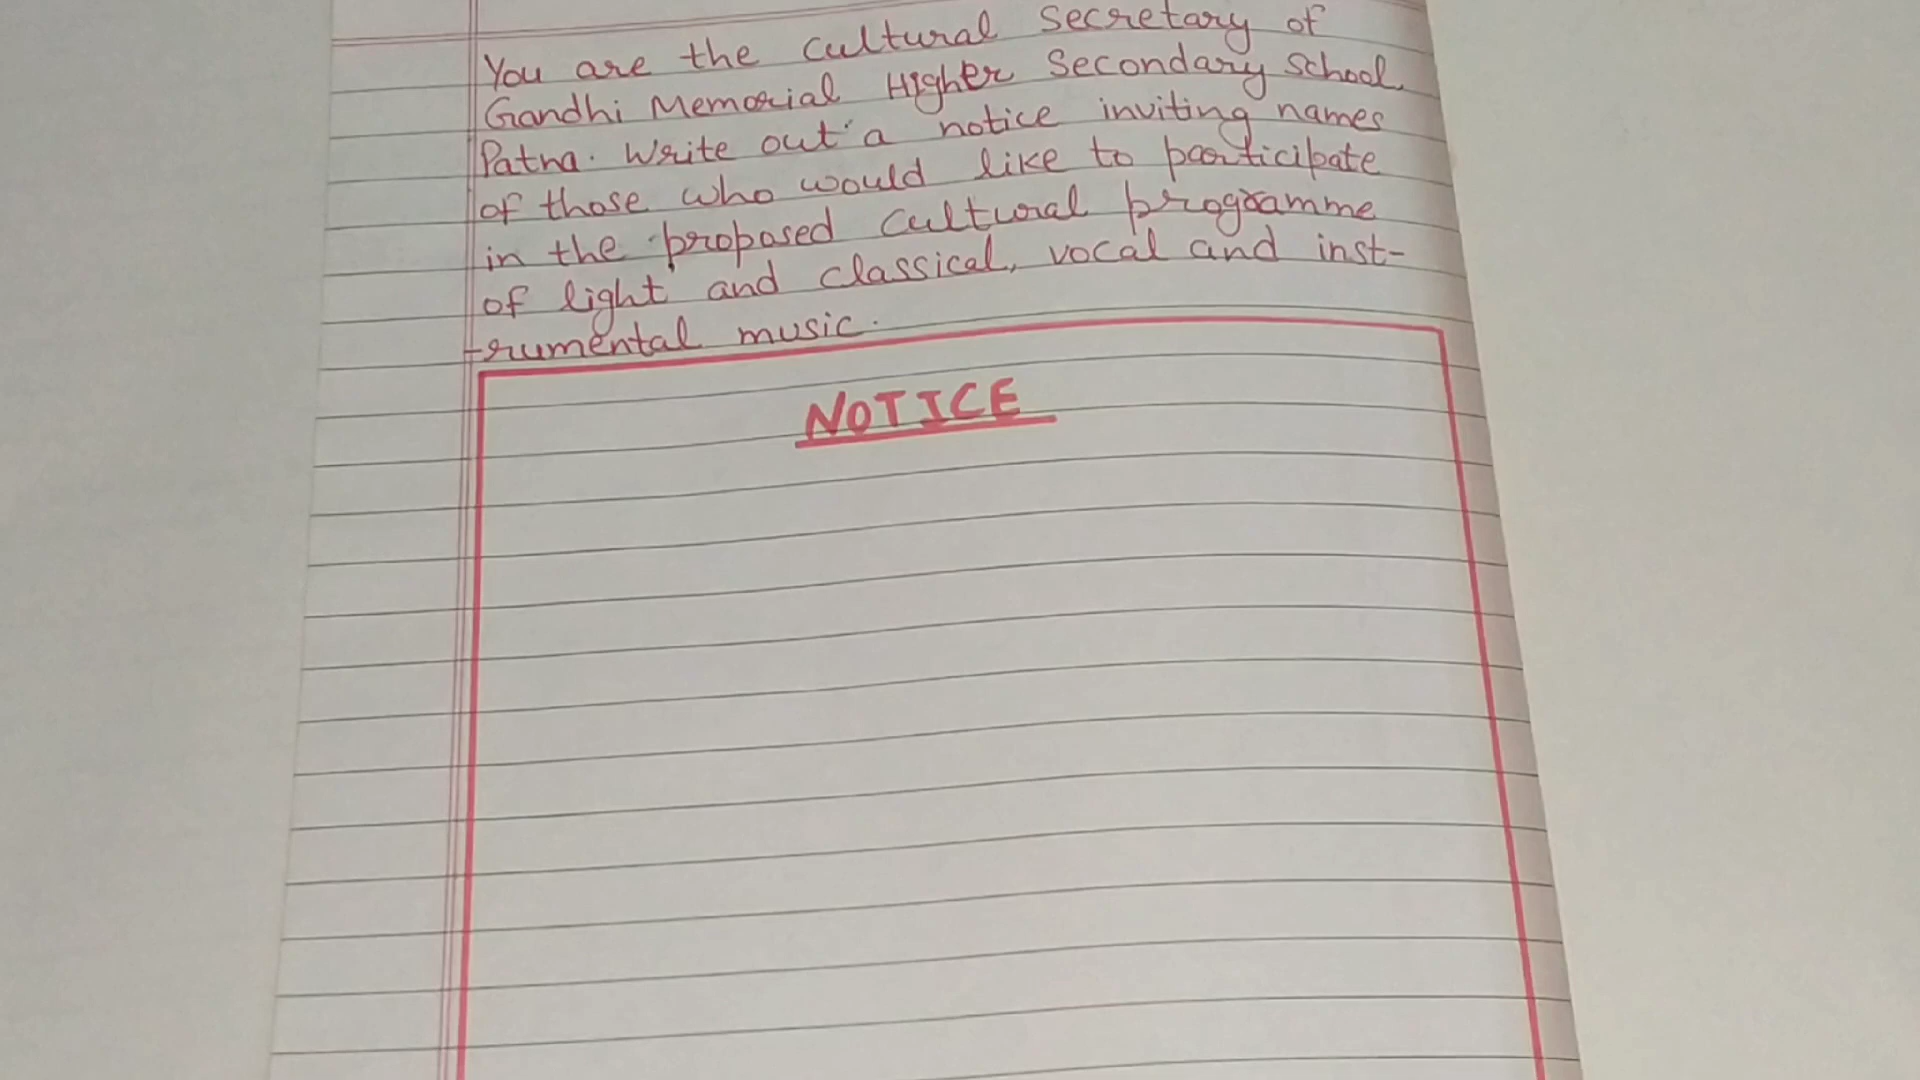 You are the cultural secretary of
Gandhi Memorial Higher Secondary School,
Patna. Write out a notice inviting names
of those who would like to participate
in the proposed cultural programme
of light and classical, vocal and inst-
-rumental music.
NOTICE